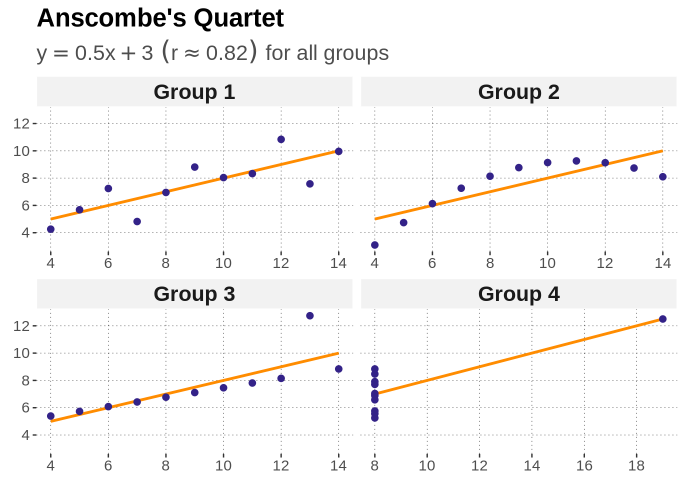 Anscombe's Quartet
y = 0.5x + 3 (r ≈ 0.82) for all groups
Group 1
Group 2
12
10
8
6
4
4 6 8 10 12 14
4 6 8 10 12 14
Group 3
Group 4
12
10
8
6
4
4 6 8 10 12 14
8 10 12 14 16 18